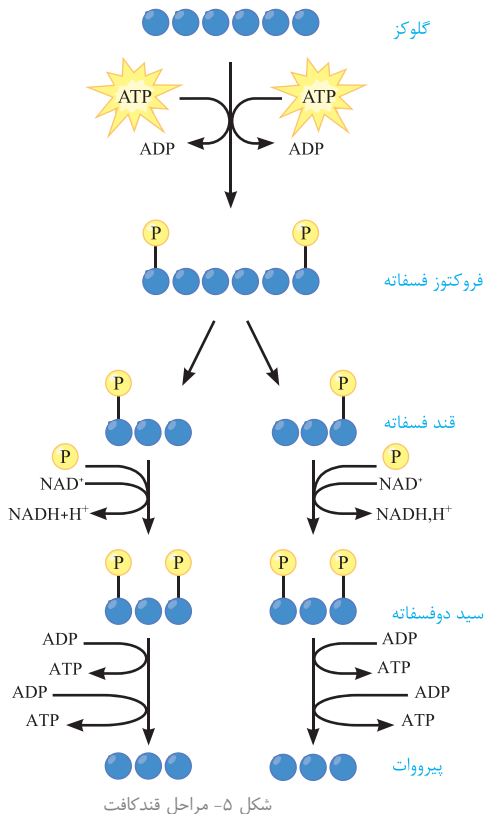 گلوکز
ATP ATP
ADP ADP
P P
فروکتوز فسفاته
P P
قند فسفاته
P P
NAD⁺ NAD⁺
NADH+H⁺ NADH,H⁺
P P P P
سید دوفسفاته
ADP ADP
ATP ATP
ADP ADP
ATP ATP
پیرووات
شکل ۵- مراحل قندکافت